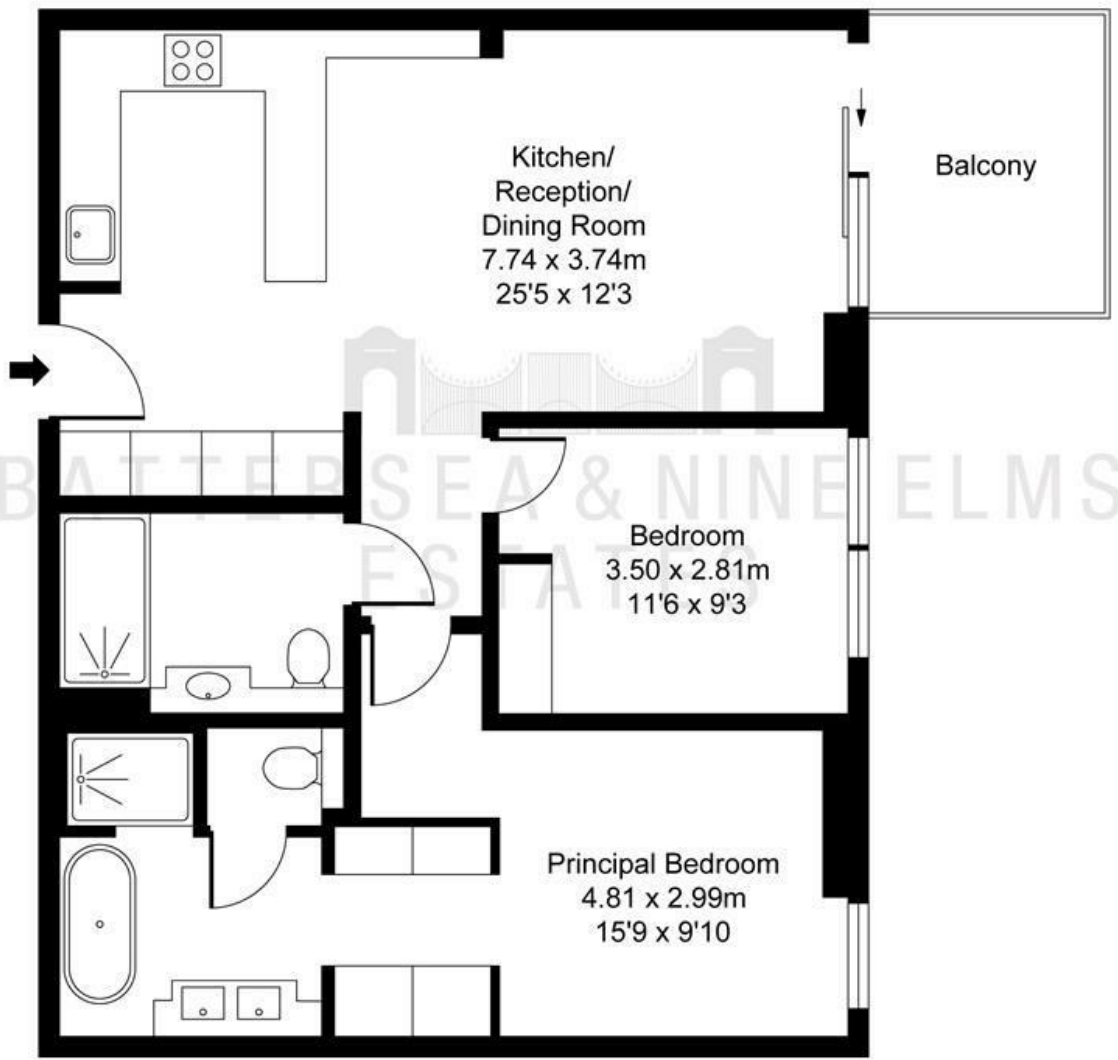 Kitchen/
Reception/
Dining Room
7.74 x 3.74m
25'5 x 12'3
Balcony
BATTERSEA & NINE ELMS
ESTATES
Bedroom
3.50 x 2.81m
11'6 x 9'3
Principal Bedroom
4.81 x 2.99m
15'9 x 9'10